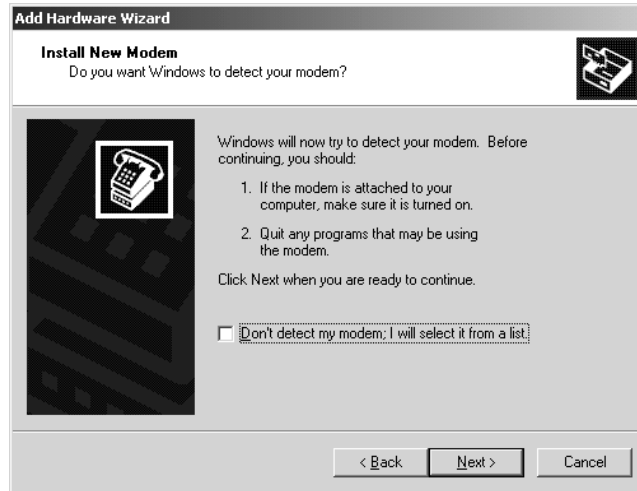 Add Hardware Wizard
Install New Modem
Do you want Windows to detect your modem?
Windows will now try to detect your modem.  Before
continuing, you should:
1.  If the modem is attached to your
computer, make sure it is turned on.
2.  Quit any programs that may be using
the modem.
Click Next when you are ready to continue.
Don't detect my modem; I will select it from a list.
< Back
Next >
Cancel